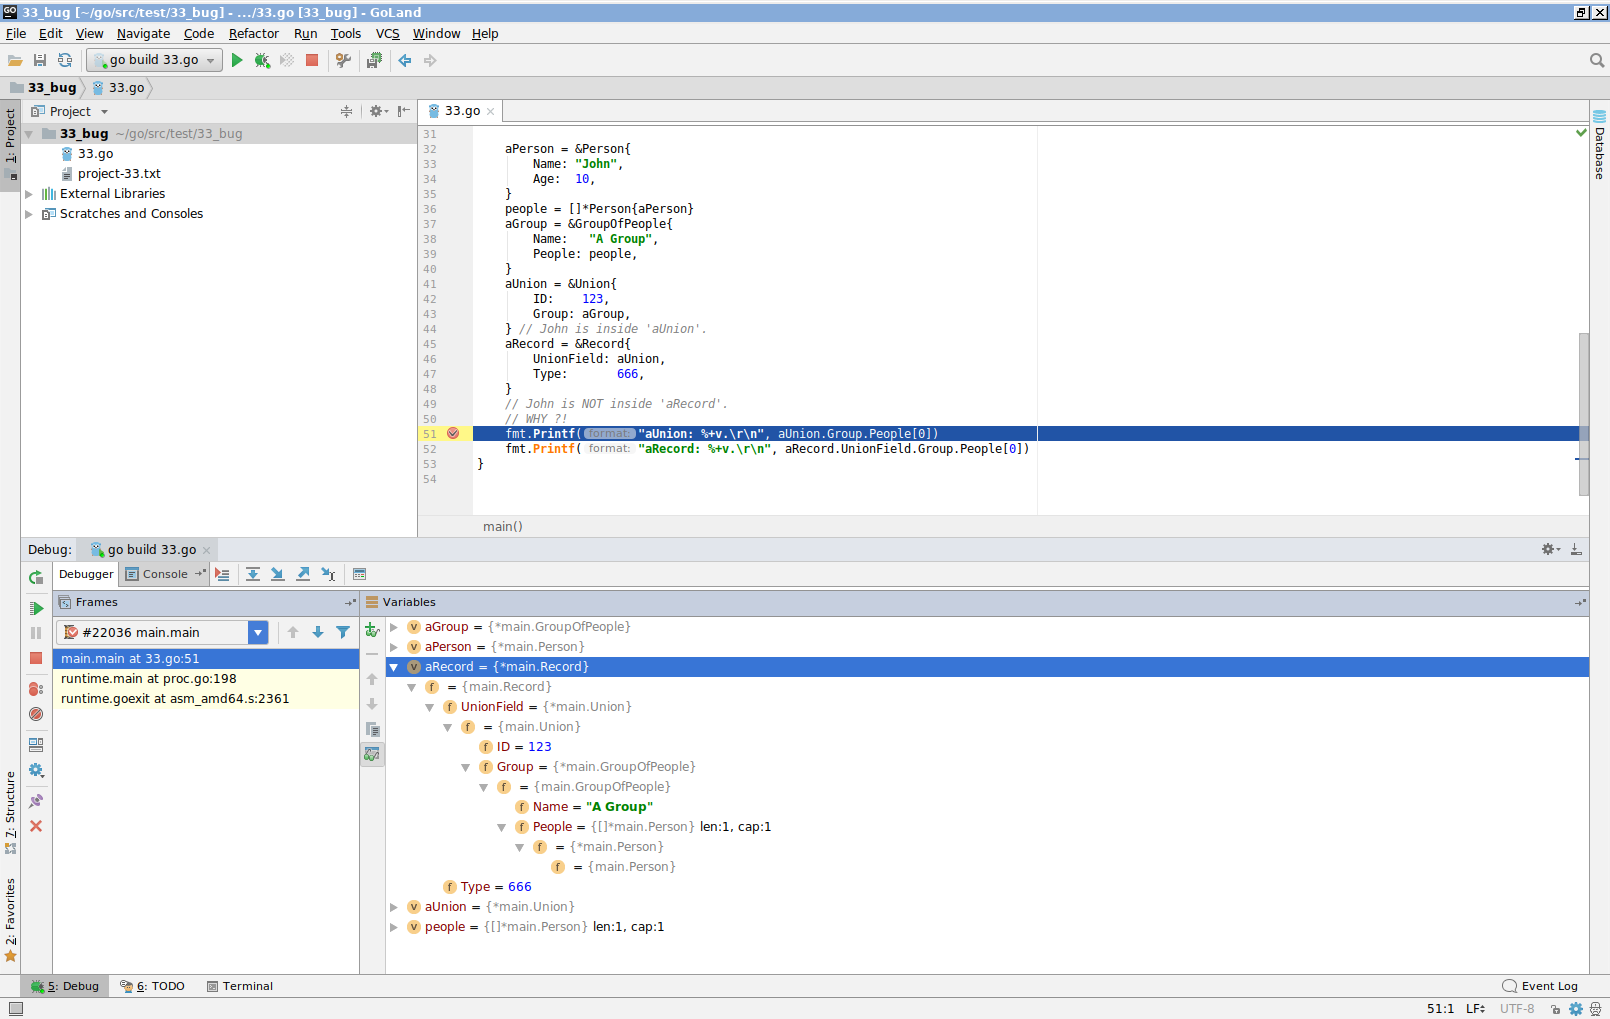 33_bug [~/go/src/test/33_bug] - .../33.go [33_bug] - GoLand
File Edit View Navigate Code Refactor Run Tools VCS Window Help
go build 33.go
33_bug 33.go
1: Project
Project
33_bug ~/go/src/test/33_bug
33.go
project-33.txt
External Libraries
Scratches and Consoles
33.go
31
32 aPerson = &Person{
33 Name: "John",
34 Age: 10,
35 }
36 people = []*Person{aPerson}
37 aGroup = &GroupOfPeople{
38 Name: "A Group",
39 People: people,
40 }
41 aUnion = &Union{
42 ID: 123,
43 Group: aGroup,
44 } // John is inside 'aUnion'.
45 aRecord = &Record{
46 UnionField: aUnion,
47 Type: 666,
48 }
49 // John is NOT inside 'aRecord'.
50 // WHY ?!
51 fmt.Printf( format: "aUnion: %+v.\r\n", aUnion.Group.People[0])
52 fmt.Printf( format: "aRecord: %+v.\r\n", aRecord.UnionField.Group.People[0])
53 }
54
main()
Database
Debug: go build 33.go
Debugger Console
Frames
#22036 main.main
main.main at 33.go:51
runtime.main at proc.go:198
runtime.goexit at asm_amd64.s:2361
Variables
aGroup = {*main.GroupOfPeople}
aPerson = {*main.Person}
aRecord = {*main.Record}
= {main.Record}
UnionField = {*main.Union}
= {main.Union}
ID = 123
Group = {*main.GroupOfPeople}
= {main.GroupOfPeople}
Name = "A Group"
People = {[]*main.Person} len:1, cap:1
= {*main.Person}
= {main.Person}
Type = 666
aUnion = {*main.Union}
people = {[]*main.Person} len:1, cap:1
7: Structure
2: Favorites
5: Debug 6: TODO Terminal Event Log
51:1 LF UTF-8